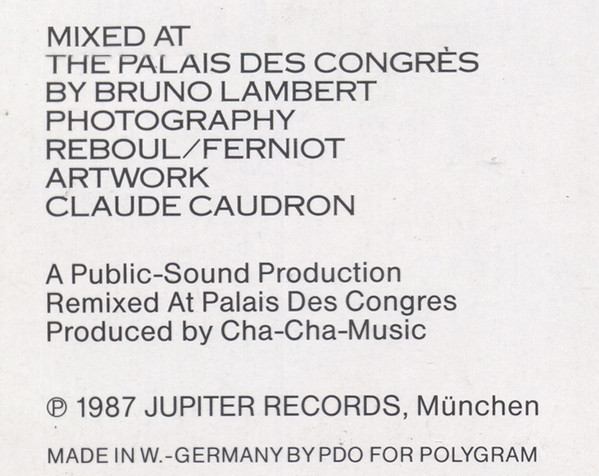 MIXED AT
THE PALAIS DES CONGRÈS
BY BRUNO LAMBERT
PHOTOGRAPHY
REBOUL/FERNIOT
ARTWORK
CLAUDE CAUDRON
A Public-Sound Production
Remixed At Palais Des Congres
Produced by Cha-Cha-Music
℗ 1987 JUPITER RECORDS, München
MADE IN W.-GERMANY BY PDO FOR POLYGRAM